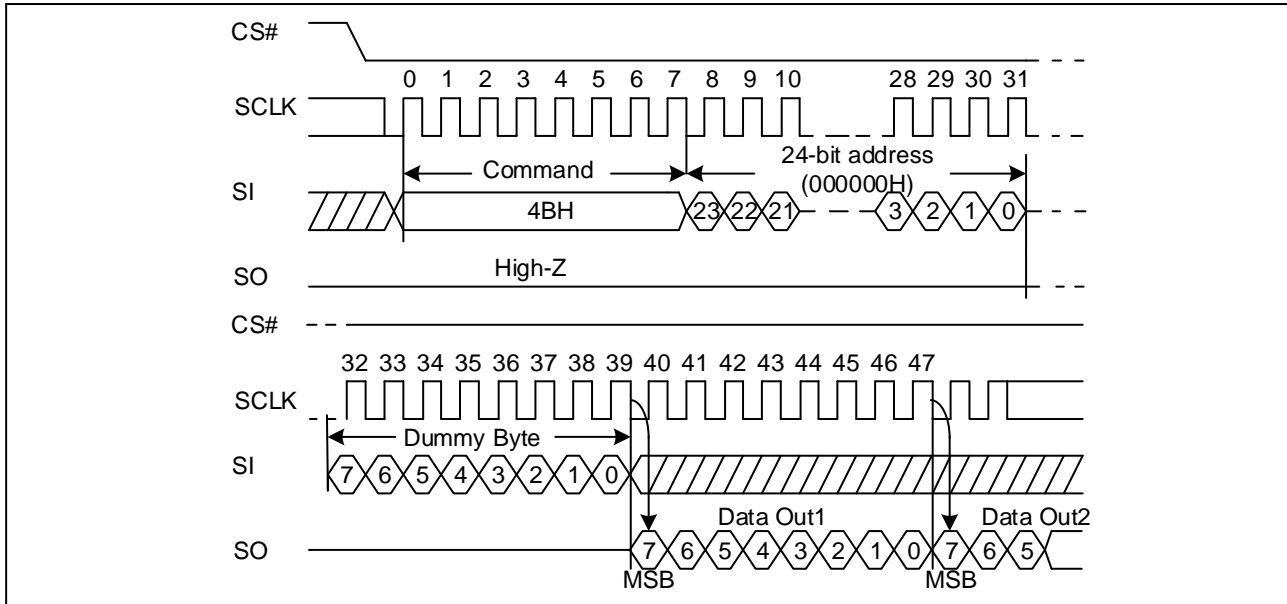 CS#
0 1 2 3 4 5 6 7 8 9 10 28 29 30 31
SCLK
Command
24-bit address
(000000H)
SI
4BH
23 22 21 3 2 1 0
High-Z
SO
CS#
32 33 34 35 36 37 38 39 40 41 42 43 44 45 46 47
SCLK
Dummy Byte
SI
7 6 5 4 3 2 1 0
Data Out1 Data Out2
SO
7 6 5 4 3 2 1 0 7 6 5
MSB MSB